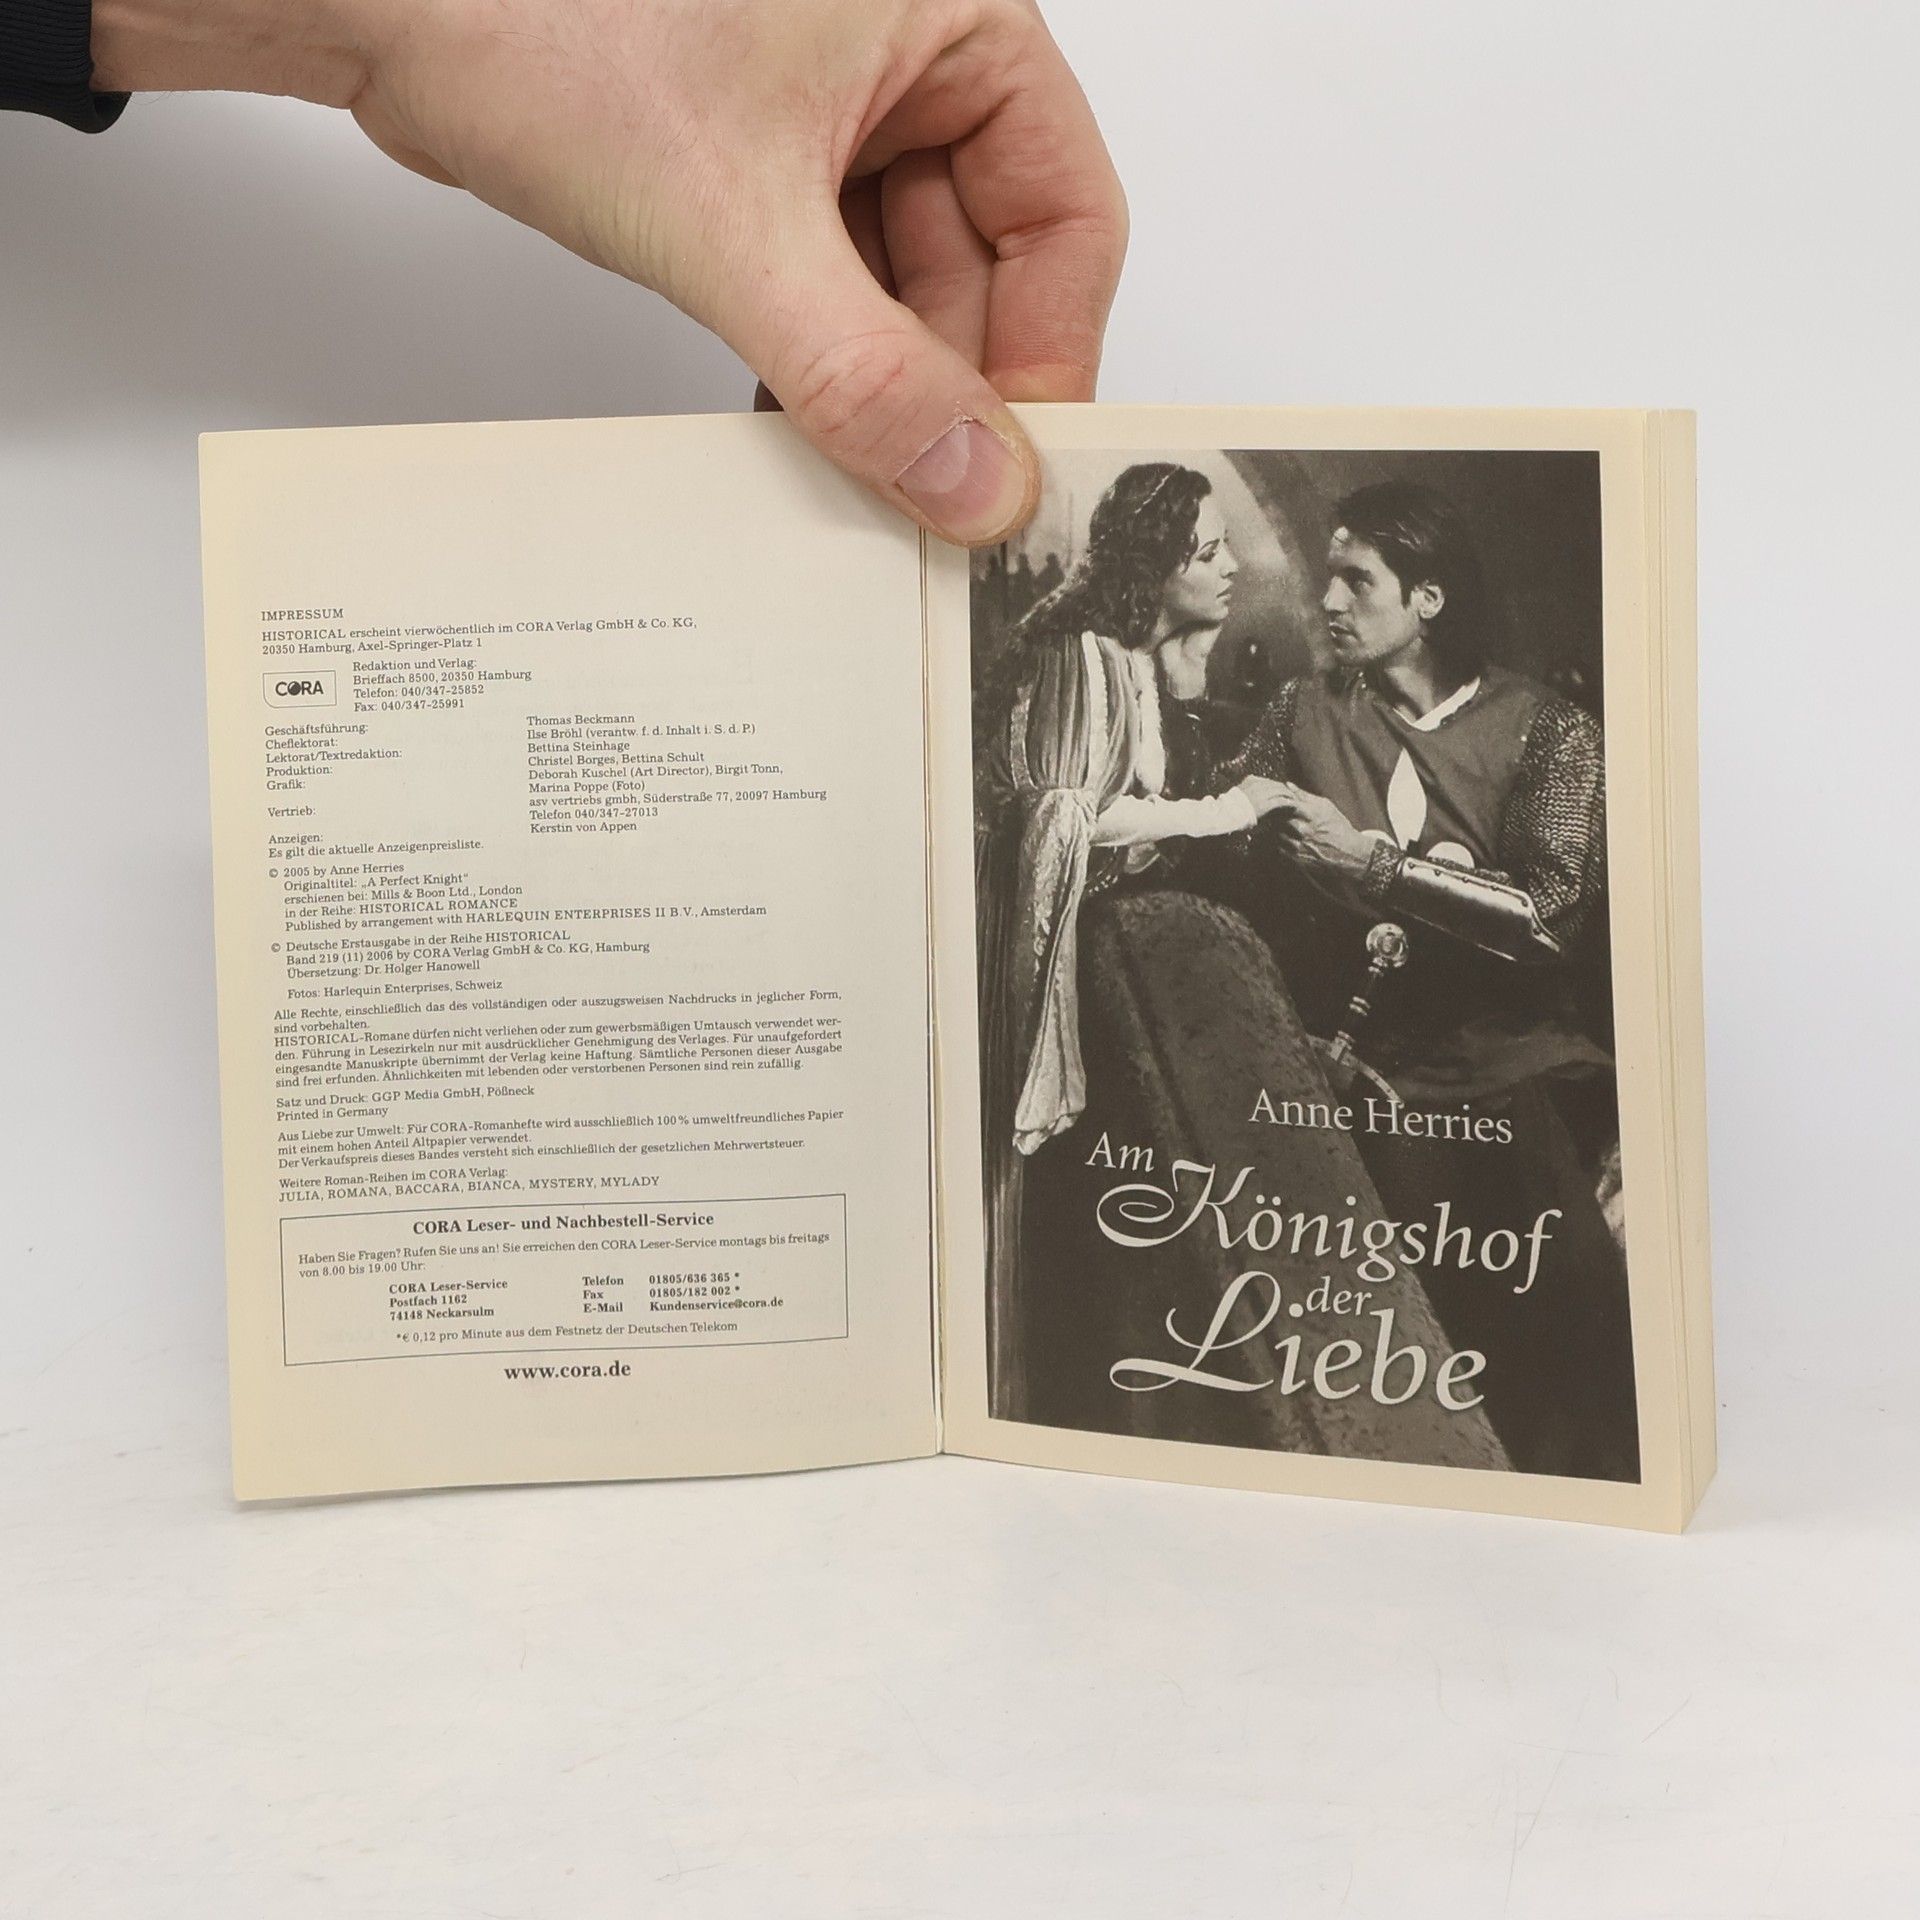 IMPRESSUM
HISTORICAL erscheint vierwöchentlich im CORA Verlag GmbH & Co. KG,
20350 Hamburg, Axel-Springer-Platz 1
CORA
Redaktion und Verlag:
Brieffach 8500, 20350 Hamburg
Telefon: 040/347-25852
Fax: 040/347-25991
Geschäftsführung:
Cheflektorat:
Lektorat/Textredaktion:
Produktion:
Grafik:
Vertrieb:
Anzeigen:
Thomas Beckmann
Ilse Bröhl (verantw. f. d. Inhalt i. S. d. P.)
Bettina Steinhage
Christel Borges, Bettina Schult
Deborah Kuschel (Art Director), Birgit Tonn,
Marina Poppe (Foto)
asv vertriebs gmbh, Süderstraße 77, 20097 Hamburg
Telefon 040/347-27013
Kerstin von Appen
Es gilt die aktuelle Anzeigenpreisliste.
© 2005 by Anne Herries
Originaltitel: „A Perfect Knight“
erschienen bei: Mills & Boon Ltd., London
in der Reihe: HISTORICAL ROMANCE
Published by arrangement with HARLEQUIN ENTERPRISES II B.V., Amsterdam
© Deutsche Erstausgabe in der Reihe HISTORICAL
Band 219 (11) 2006 by CORA Verlag GmbH & Co. KG, Hamburg
Übersetzung: Dr. Holger Hanowell
Fotos: Harlequin Enterprises, Schweiz
Alle Rechte, einschließlich das des vollständigen oder auszugsweisen Nachdrucks in jeglicher Form,
sind vorbehalten.
HISTORICAL-Romane dürfen nicht verliehen oder zum gewerbsmäßigen Umtausch verwendet wer-
den. Führung in Lesezirkeln nur mit ausdrücklicher Genehmigung des Verlages. Für unaufgefordert
eingesandte Manuskripte übernimmt der Verlag keine Haftung. Sämtliche Personen dieser Ausgabe
sind frei erfunden. Ähnlichkeiten mit lebenden oder verstorbenen Personen sind rein zufällig.
Satz und Druck: GGP Media GmbH, Pößneck
Printed in Germany
Aus Liebe zur Umwelt: Für CORA-Romanhefte wird ausschließlich 100 % umweltfreundliches Papier
mit einem hohen Anteil Altpapier verwendet.
Der Verkaufspreis dieses Bandes versteht sich einschließlich der gesetzlichen Mehrwertsteuer.
Weitere Roman-Reihen im CORA Verlag:
JULIA, ROMANA, BACCARA, BIANCA, MYSTERY, MYLADY
CORA Leser- und Nachbestell-Service
Haben Sie Fragen? Rufen Sie uns an! Sie erreichen den CORA Leser-Service montags bis freitags
von 8.00 bis 19.00 Uhr:
CORA Leser-Service Telefon 01805/636 365 *
Postfach 1162 Fax 01805/182 002 *
74148 Neckarsulm E-Mail Kundenservice@cora.de
*€ 0,12 pro Minute aus dem Festnetz der Deutschen Telekom
www.cora.de
Anne Herries
Am
Königshof
der
Liebe